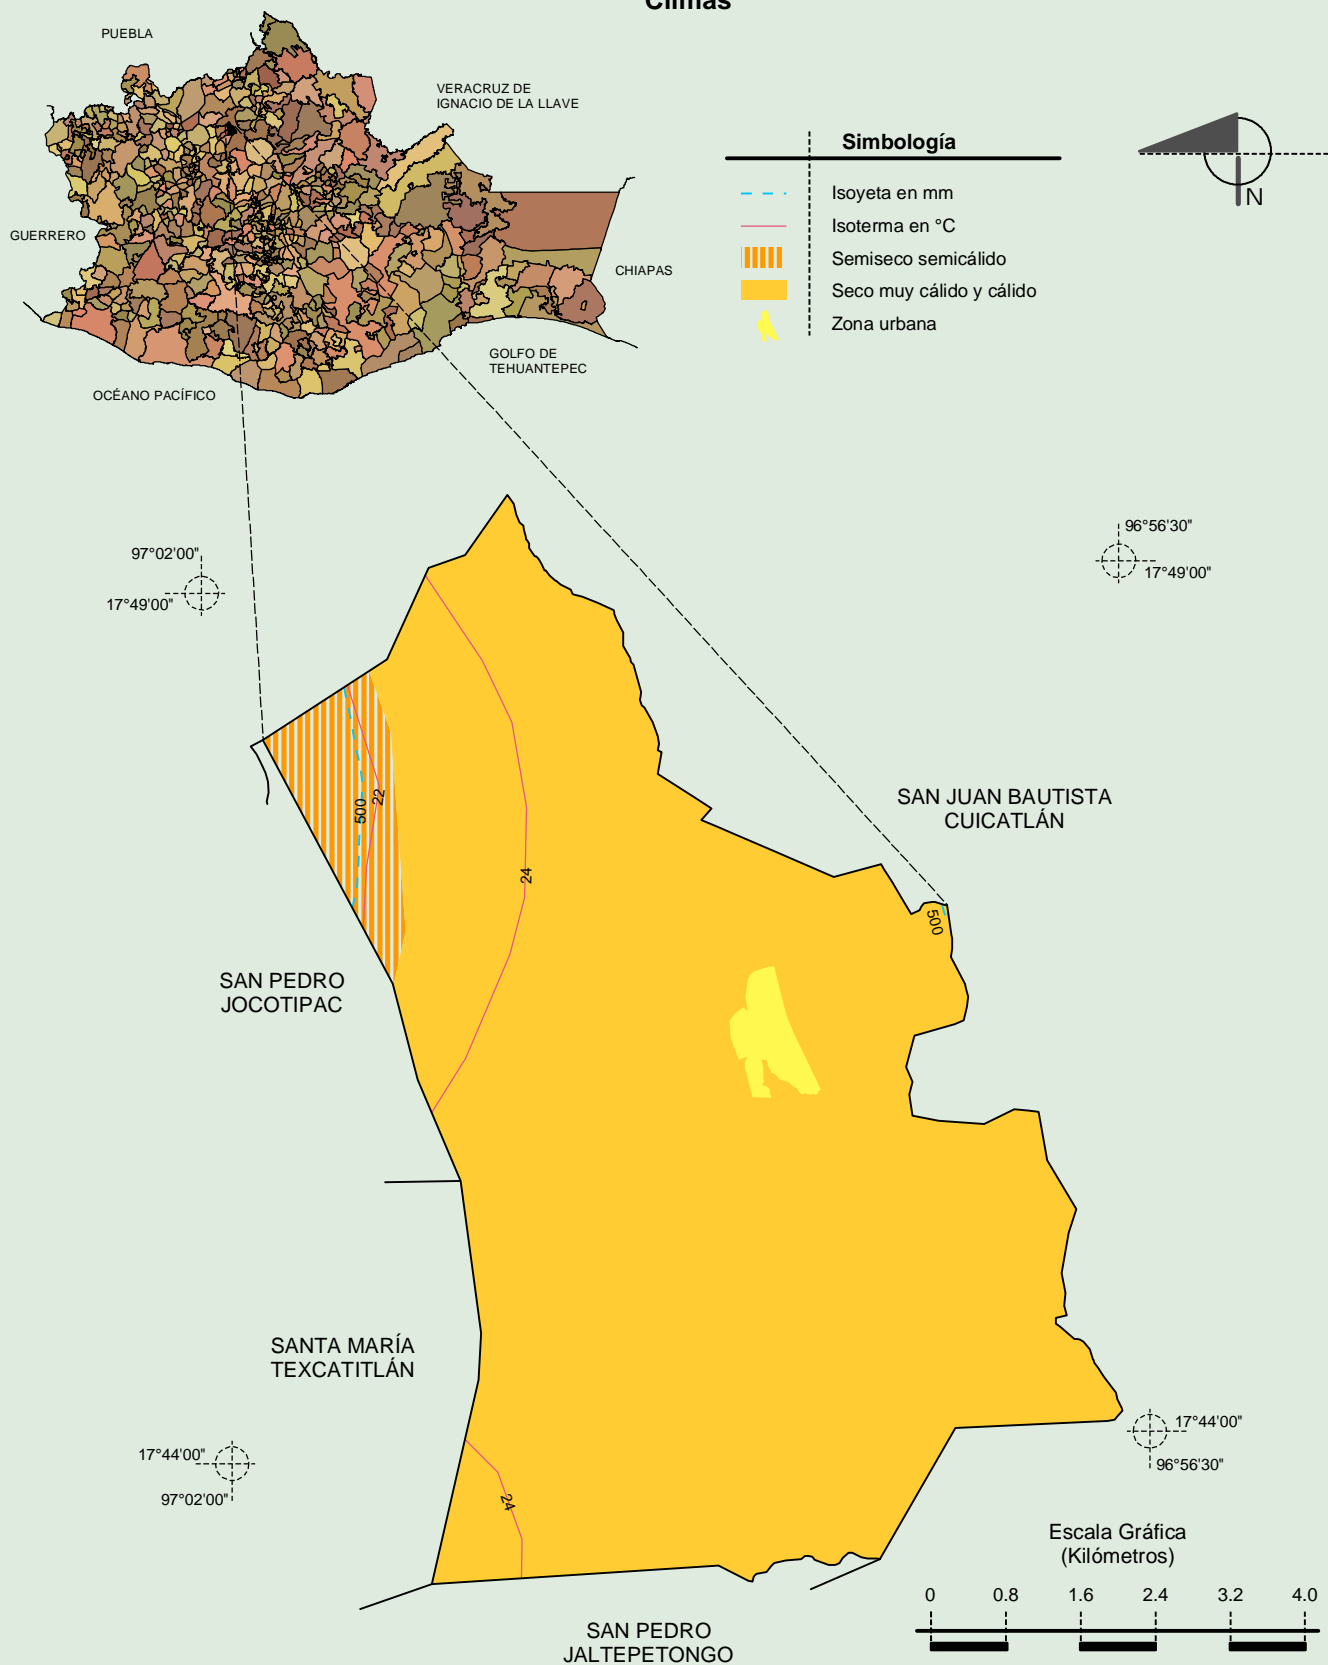 Climas
PUEBLA
VERACRUZ DE
IGNACIO DE LA LLAVE
GUERRERO
CHIAPAS
GOLFO DE
TEHUANTEPEC
OCÉANO PACÍFICO
Simbología
Isoyeta en mm
Isoterma en °C
Semiseco semicálido
Seco muy cálido y cálido
Zona urbana
N
97°02'00"
17°49'00"
96°56'30"
17°49'00"
500
22
24
SAN JUAN BAUTISTA
CUICATLÁN
500
SAN PEDRO
JOCOTIPAC
SANTA MARÍA
TEXCATITLÁN
17°44'00"
97°02'00"
24
17°44'00"
96°56'30"
Escala Gráfica
(Kilómetros)
0 0.8 1.6 2.4 3.2 4.0
SAN PEDRO
JALTEPETONGO